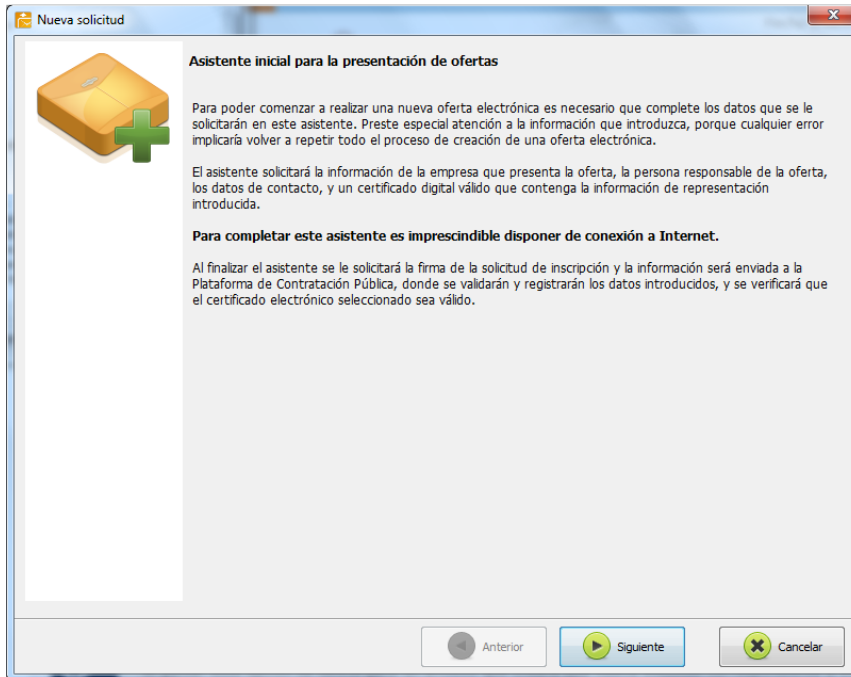 Nueva solicitud
Asistente inicial para la presentación de ofertas
Para poder comenzar a realizar una nueva oferta electrónica es necesario que complete los datos que se le
solicitarán en este asistente. Preste especial atención a la información que introduzca, porque cualquier error
implicaría volver a repetir todo el proceso de creación de una oferta electrónica.
El asistente solicitará la información de la empresa que presenta la oferta, la persona responsable de la oferta,
los datos de contacto, y un certificado digital válido que contenga la información de representación
introducida.
Para completar este asistente es imprescindible disponer de conexión a Internet.
Al finalizar el asistente se le solicitará la firma de la solicitud de inscripción y la información será enviada a la
Plataforma de Contratación Pública, donde se validarán y registrarán los datos introducidos, y se verificará que
el certificado electrónico seleccionado sea válido.
Anterior
Siguiente
Cancelar